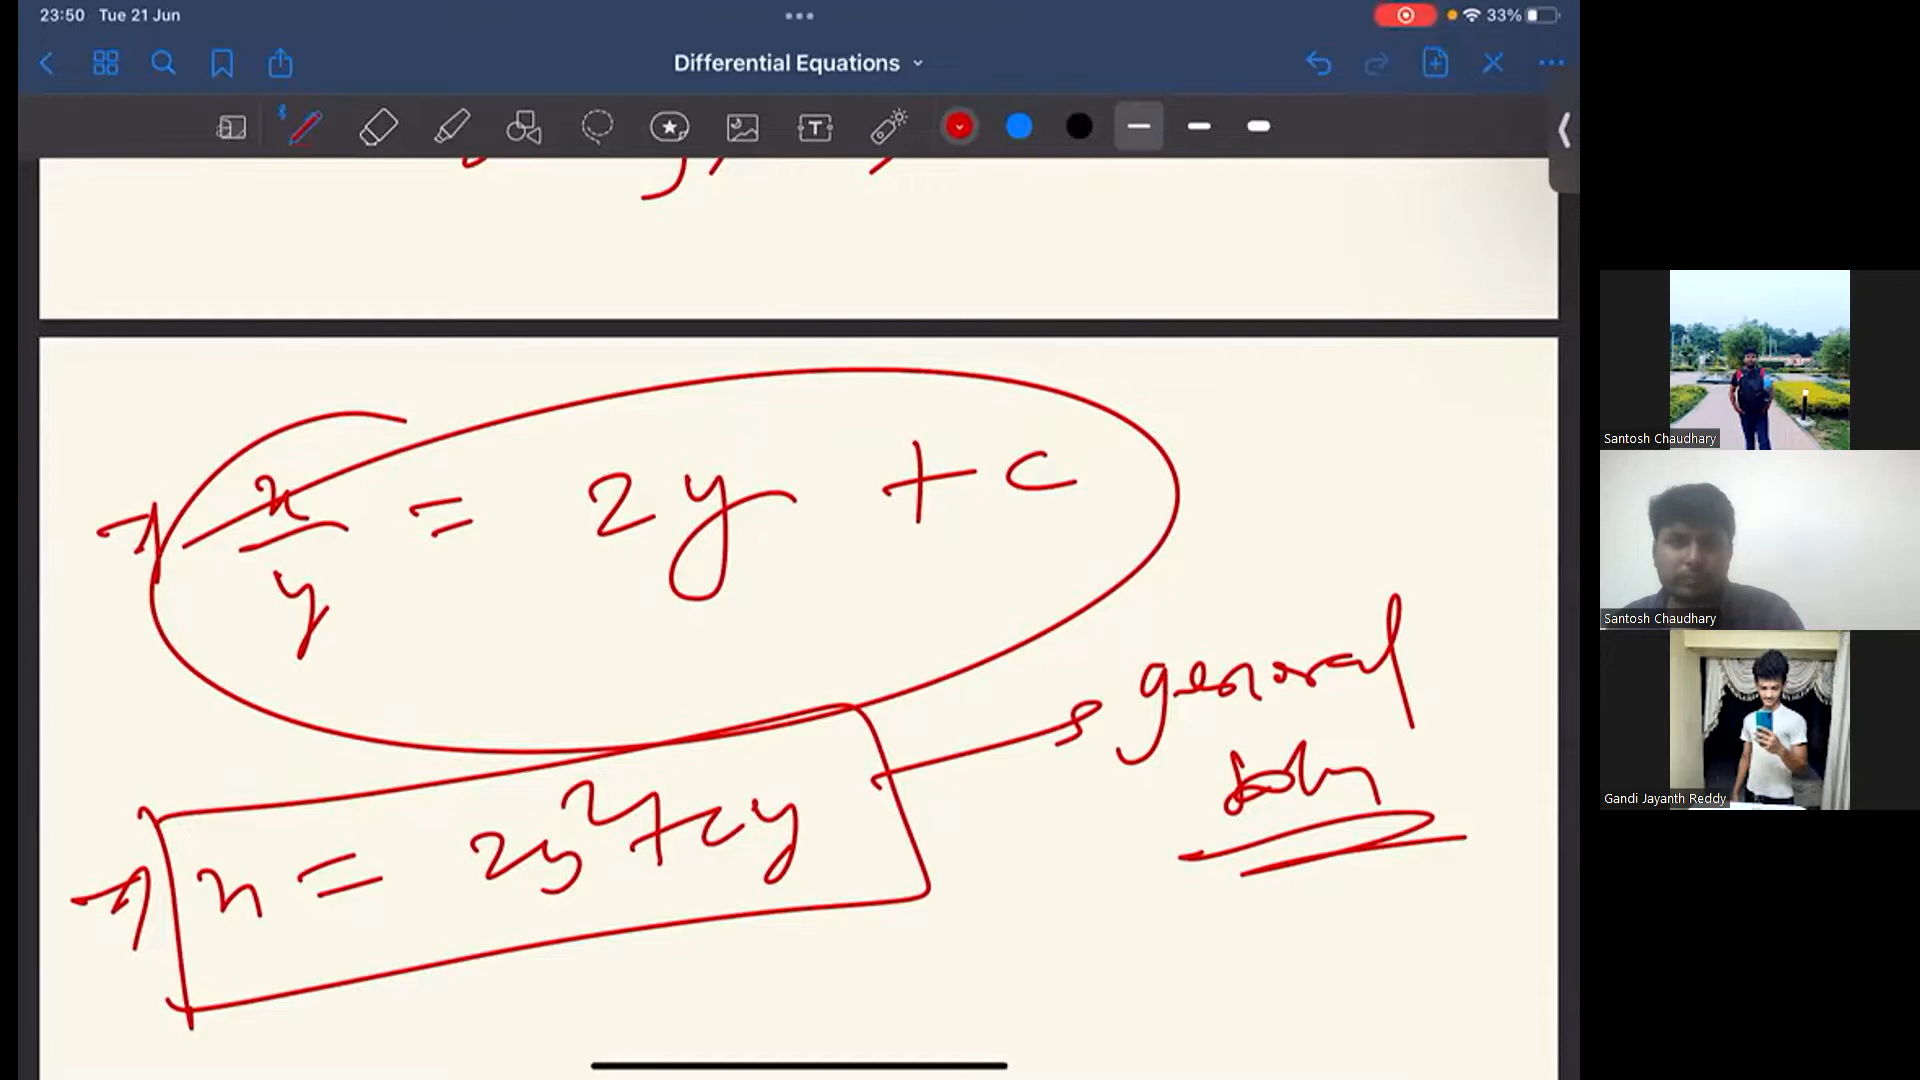 23:50 Tue 21 Jun
33%
Differential Equations
T
x/y = 2y + c
x = 2y² + cy
general
soln
Santosh Chaudhary
Santosh Chaudhary
Gandi Jayanth Reddy